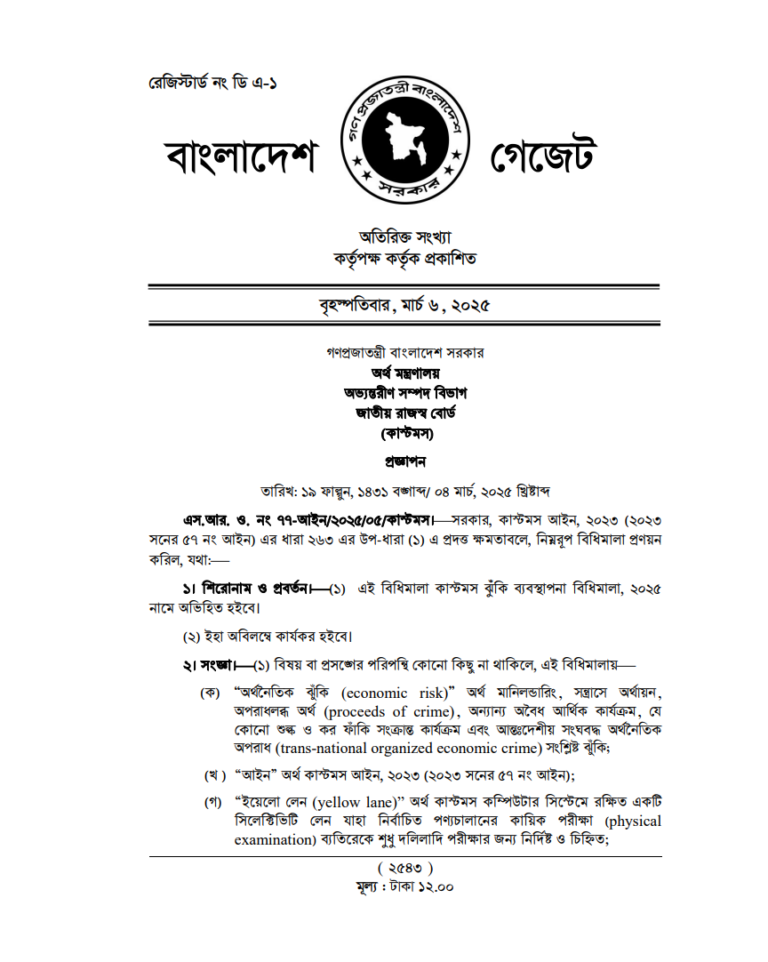 রেজিস্টার্ড নং ডি এ-১
বাংলাদেশ
গণপ্রজাতন্ত্রী বাংলাদেশ
সরকার
গেজেট
অতিরিক্ত সংখ্যা
কর্তৃপক্ষ কর্তৃক প্রকাশিত
বৃহস্পতিবার, মার্চ ৬, ২০২৫
গণপ্রজাতন্ত্রী বাংলাদেশ সরকার
অর্থ মন্ত্রণালয়
অভ্যন্তরীণ সম্পদ বিভাগ
জাতীয় রাজস্ব বোর্ড
(কাস্টমস)
প্রজ্ঞাপন
তারিখ: ১৯ ফাল্গুন, ১৪৩১ বঙ্গাব্দ/ ০৪ মার্চ, ২০২৫ খ্রিষ্টাব্দ
এস.আর. ও. নং ৭৭-আইন/২০২৫/০৫/কাস্টমস।—সরকার, কাস্টমস আইন, ২০২৩ (২০২৩
সনের ৫৭ নং আইন) এর ধারা ২৬৩ এর উপ-ধারা (১) এ প্রদত্ত ক্ষমতাবলে, নিম্নরূপ বিধিমালা প্রণয়ন
করিল, যথা:—
১। শিরোনাম ও প্রবর্তন।—(১) এই বিধিমালা কাস্টমস ঝুঁকি ব্যবস্থাপনা বিধিমালা, ২০২৫
নামে অভিহিত হইবে।
(২) ইহা অবিলম্বে কার্যকর হইবে।
২। সংজ্ঞা।—(১) বিষয় বা প্রসঙ্গের পরিপন্থি কোনো কিছু না থাকিলে, এই বিধিমালায়—
(ক) “অর্থনৈতিক ঝুঁকি (economic risk)” অর্থ মানিলন্ডারিং, সন্ত্রাসে অর্থায়ন,
অপরাধলব্ধ অর্থ (proceeds of crime), অন্যান্য অবৈধ আর্থিক কার্যক্রম, যে
কোনো শুল্ক ও কর ফাঁকি সংক্রান্ত কার্যক্রম এবং আন্তঃদেশীয় সংঘবদ্ধ অর্থনৈতিক
অপরাধ (trans-national organized economic crime) সংশ্লিষ্ট ঝুঁকি;
(খ ) “আইন” অর্থ কাস্টমস আইন, ২০২৩ (২০২৩ সনের ৫৭ নং আইন);
(গ) “ইয়েলো লেন (yellow lane)” অর্থ কাস্টমস কম্পিউটার সিস্টেমে রক্ষিত একটি
সিলেক্টিভিটি লেন যাহা নির্বাচিত পণ্যচালানের কায়িক পরীক্ষা (physical
examination) ব্যতিরেকে শুধু দলিলাদি পরীক্ষার জন্য নির্দিষ্ট ও চিহ্নিত;
( ২৫৪৩ )
মূল্য : টাকা ১২.০০